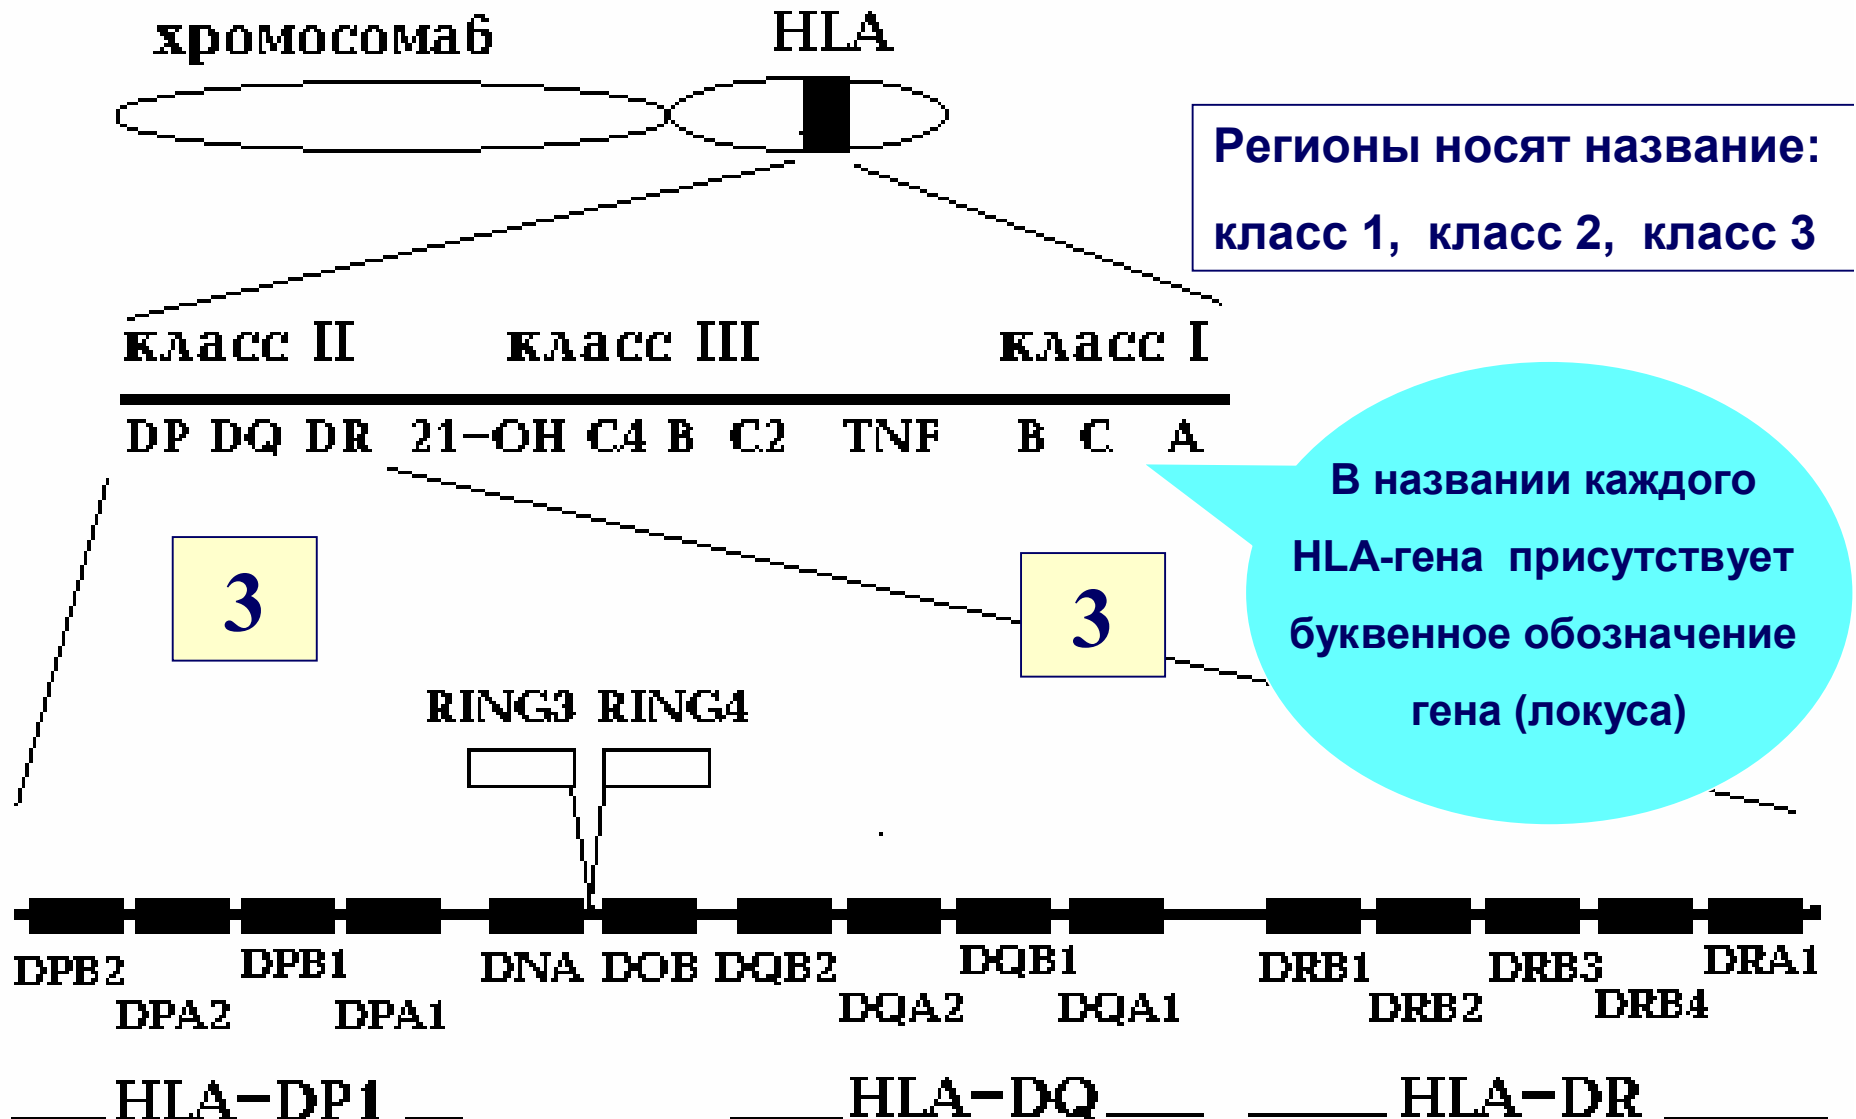 хромосома6 HLA
Регионы носят название:
класс 1, класс 2, класс 3
класс II класс III класс I
DP DQ DR 21-OH C4 B C2 TNF B C A
В названии каждого
HLA-гена присутствует
буквенное обозначение
гена (локуса)
3 3
RING3 RING4
DPB2 DPB1 DNA DOB DQB2 DQB1 DRB1 DRB3 DRA1
DPA2 DPA1 DQA2 DQA1 DRB2 DRB4
HLA-DP1 HLA-DQ HLA-DR